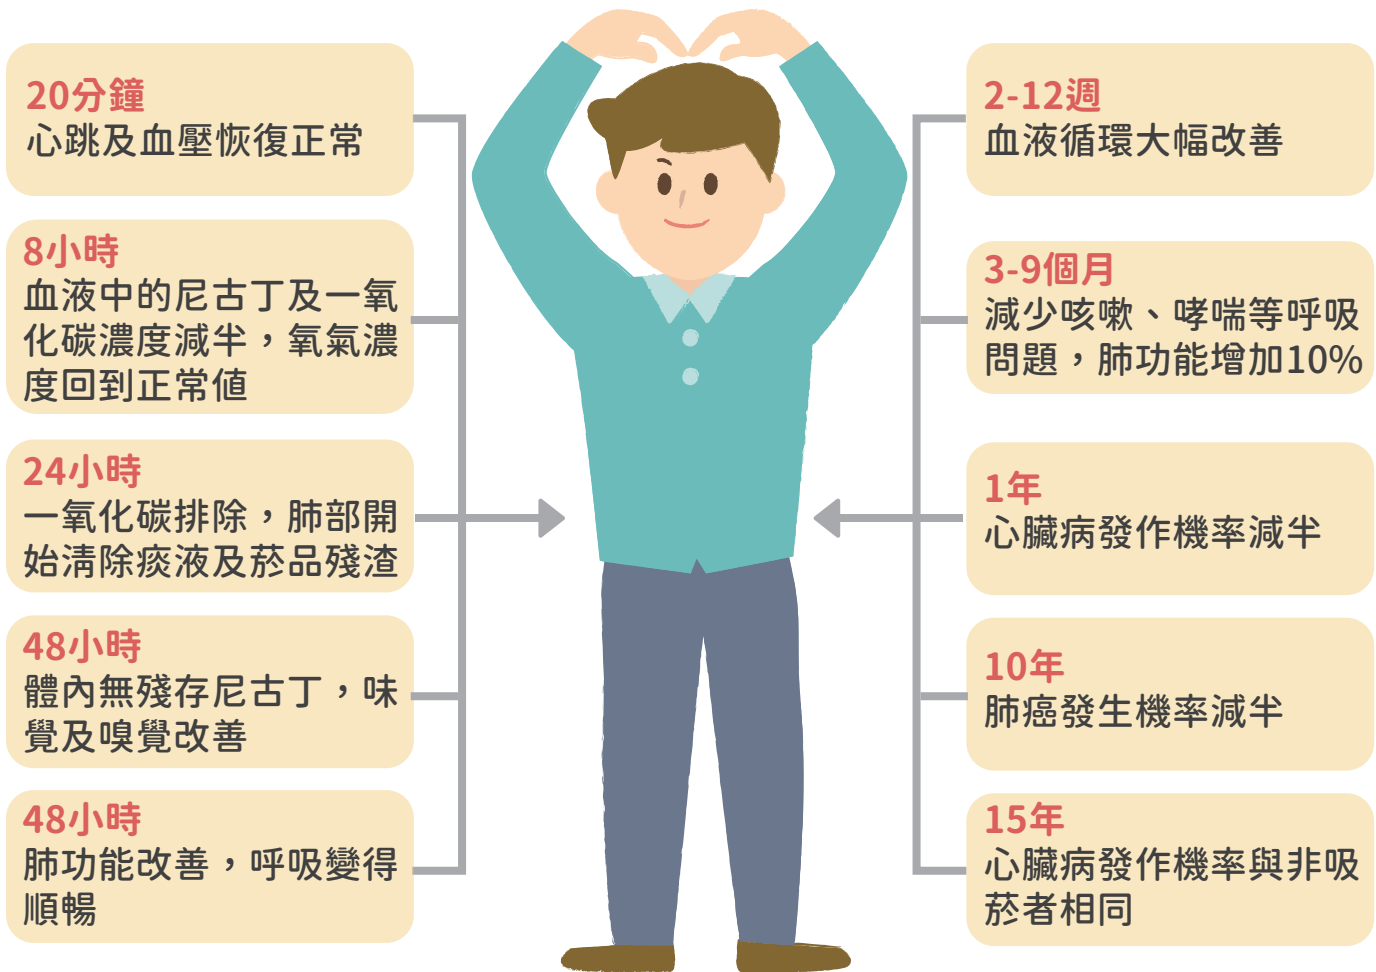 20分鐘
心跳及血壓恢復正常
8小時
血液中的尼古丁及一氧
化碳濃度減半，氧氣濃
度回到正常值
24小時
一氧化碳排除，肺部開
始清除痰液及菸品殘渣
48小時
體內無殘存尼古丁，味
覺及嗅覺改善
48小時
肺功能改善，呼吸變得
順暢
2-12週
血液循環大幅改善
3-9個月
減少咳嗽、哮喘等呼吸
問題，肺功能增加10%
1年
心臟病發作機率減半
10年
肺癌發生機率減半
15年
心臟病發作機率與非吸
菸者相同